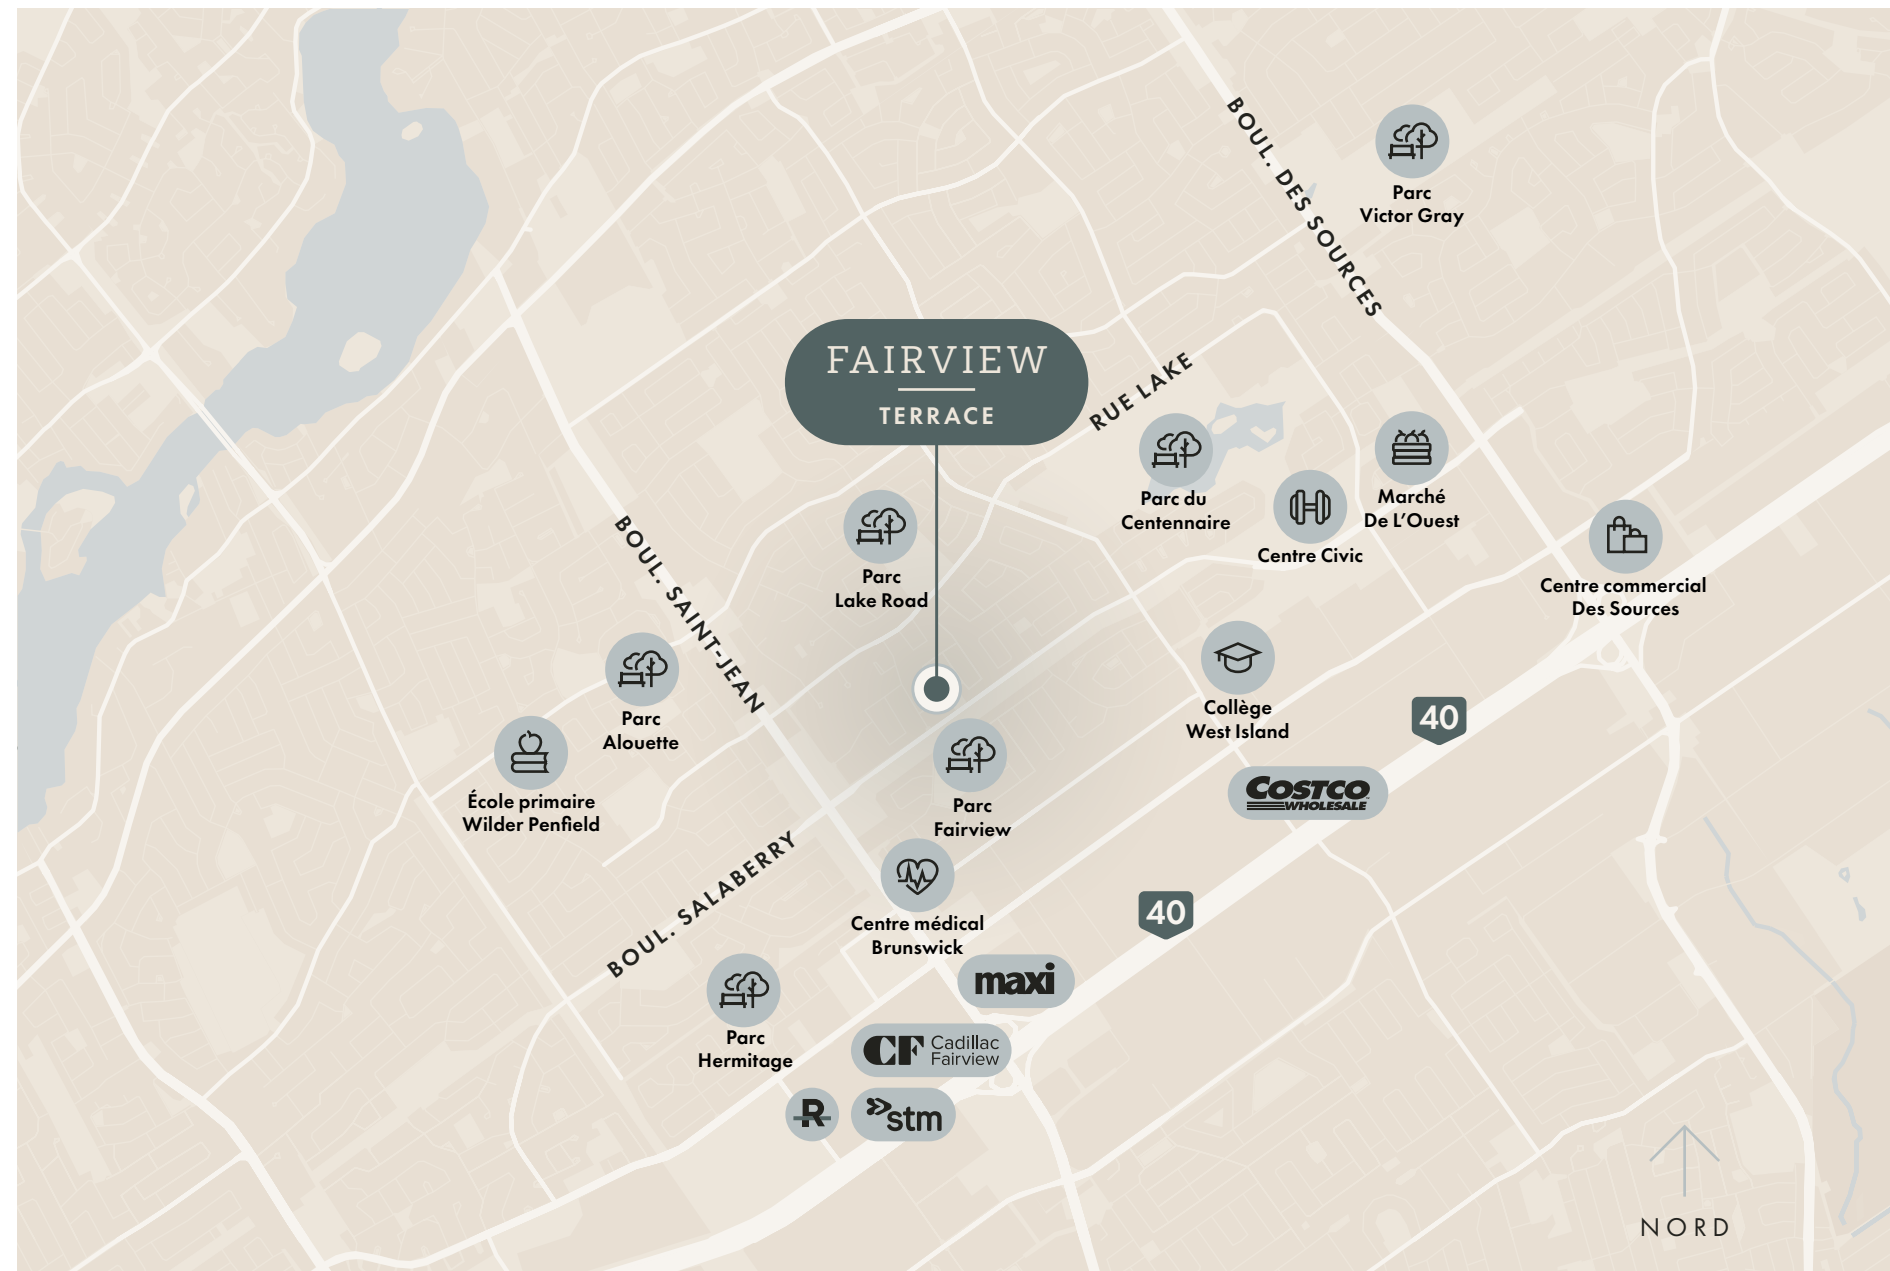 BOUL. DES SOURCES
Parc
Victor Gray
FAIRVIEW
TERRACE
RUE LAKE
Parc du
Centennaire
Centre Civic
Marché
De L'Ouest
Centre commercial
Des Sources
Parc
Lake Road
BOUL. SAINT-JEAN
Parc
Alouette
École primaire
Wilder Penfield
Collège
West Island
40
COSTCO
WHOLESALE
Parc
Fairview
BOUL. SALABERRY
Centre médical
Brunswick
40
maxi
Parc
Hermitage
CF Cadillac
Fairview
R
stm
NORD